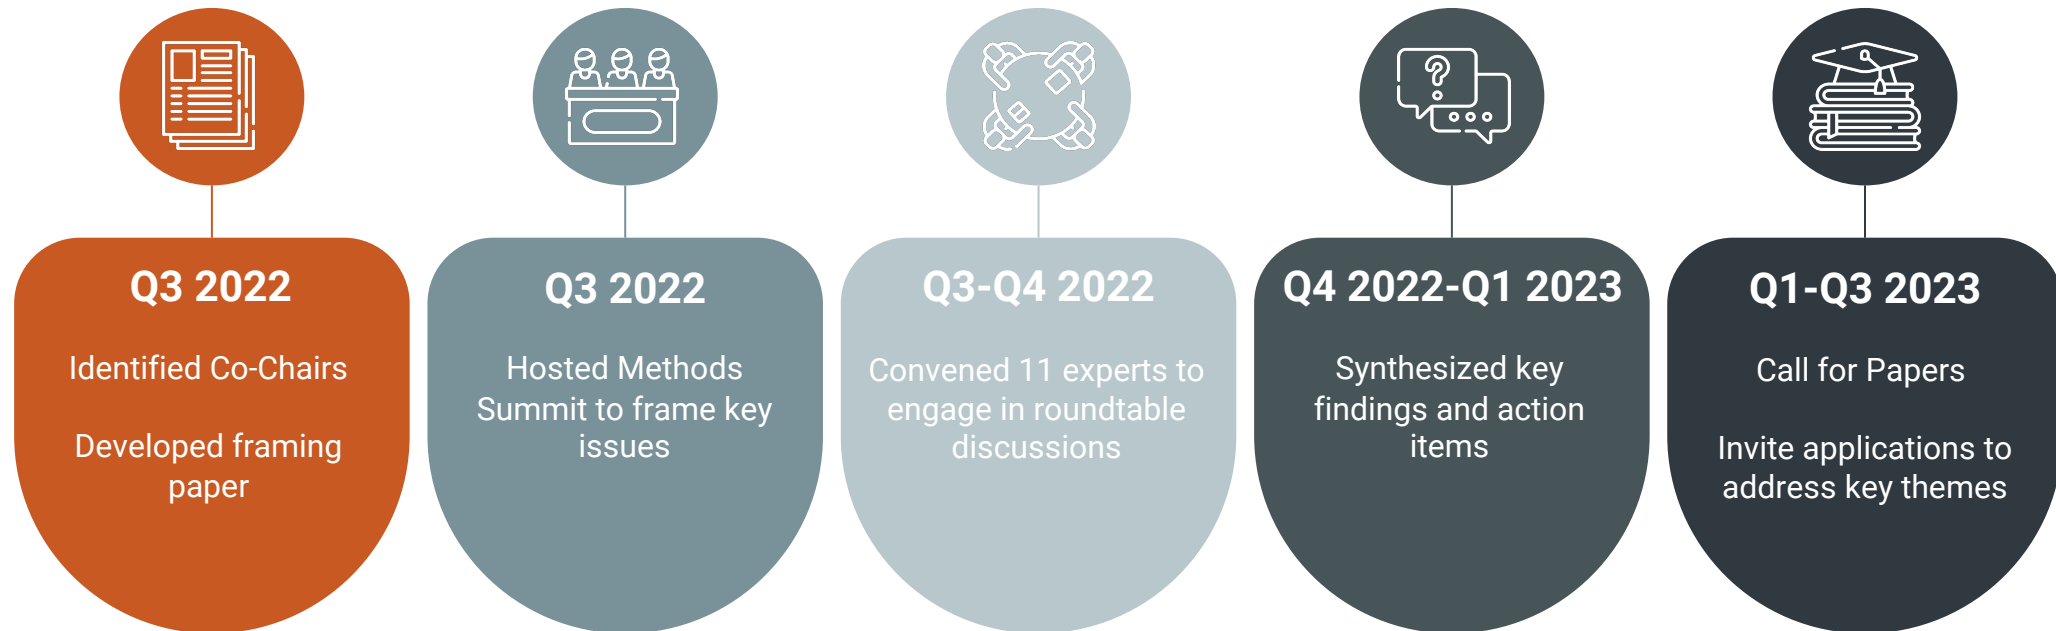 Q3 2022
Identified Co-Chairs
Developed framing
paper
Q3 2022
Hosted Methods
Summit to frame key
issues
Q3-Q4 2022
Convened 11 experts to
engage in roundtable
discussions
Q4 2022-Q1 2023
Synthesized key
findings and action
items
Q1-Q3 2023
Call for Papers
Invite applications to
address key themes